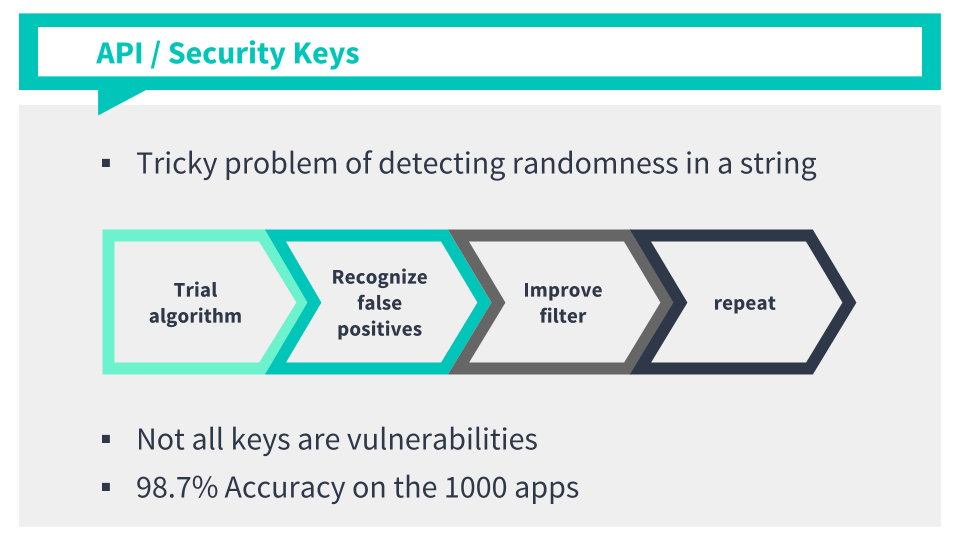 API / Security Keys
▪ Tricky problem of detecting randomness in a string
Trial
algorithm
Recognize
false
positives
Improve
filter
repeat
▪ Not all keys are vulnerabilities
▪ 98.7% Accuracy on the 1000 apps